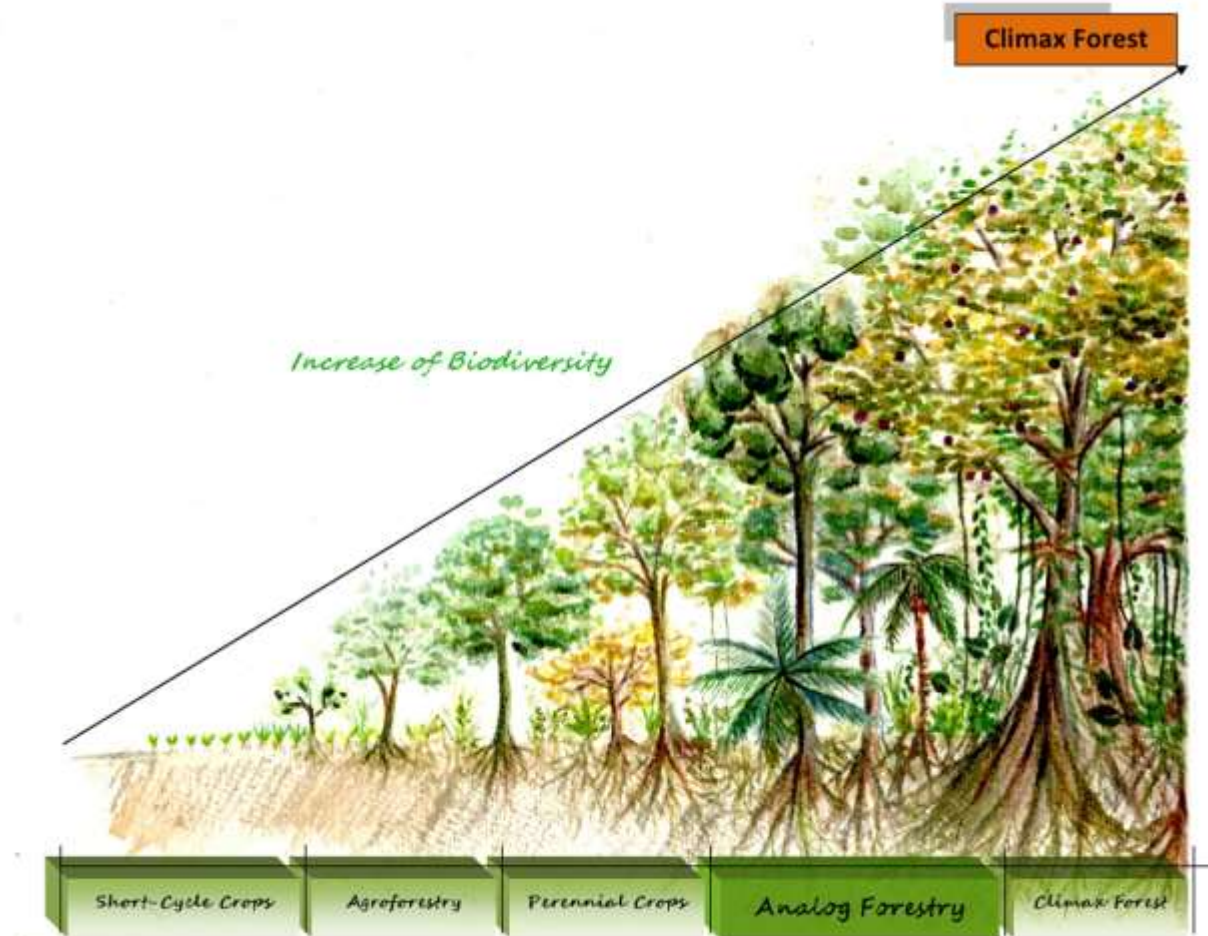 Climax Forest
Increase of Biodiversity
Short-Cycle Crops
Agroforestry
Perennial Crops
Analog Forestry
Climax Forest